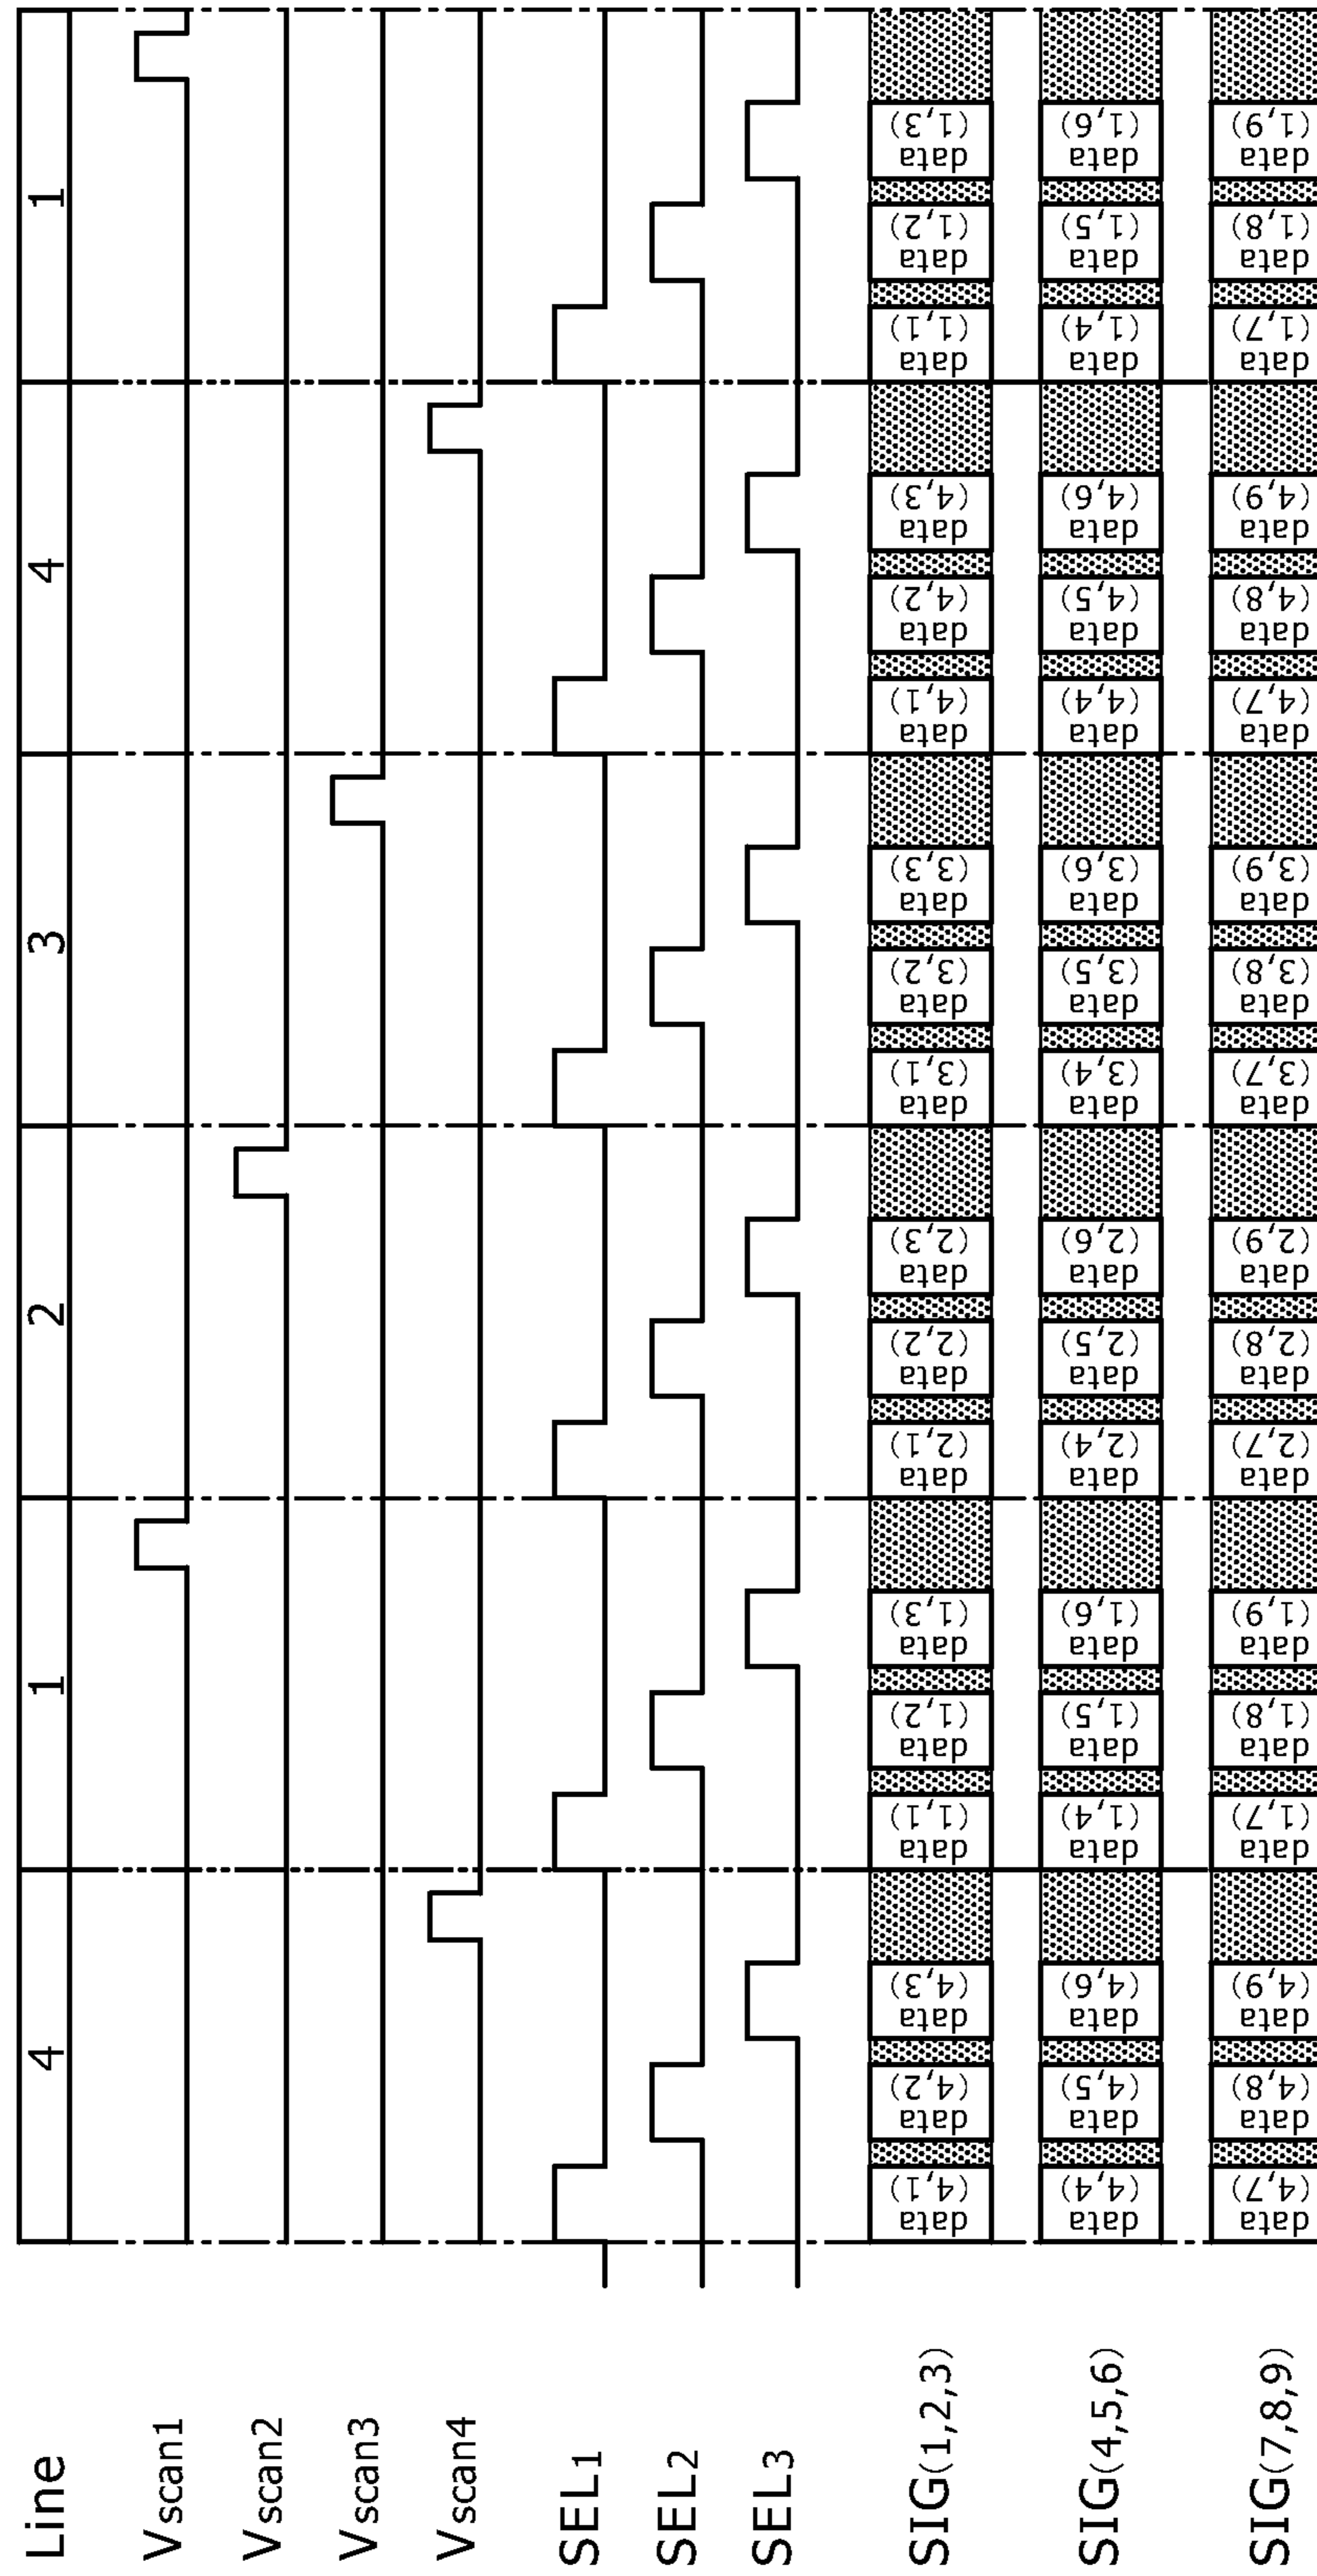 Line 4 1 2 3 4 1
Vscan1
Vscan2
Vscan3
Vscan4
SEL1
SEL2
SEL3
SIG(1,2,3)
data
(4,1)
data
(4,2)
data
(4,3)
data
(1,1)
data
(1,2)
data
(1,3)
data
(2,1)
data
(2,2)
data
(2,3)
data
(3,1)
data
(3,2)
data
(3,3)
data
(4,1)
data
(4,2)
data
(4,3)
data
(1,1)
data
(1,2)
data
(1,3)
SIG(4,5,6)
data
(4,4)
data
(4,5)
data
(4,6)
data
(1,4)
data
(1,5)
data
(1,6)
data
(2,4)
data
(2,5)
data
(2,6)
data
(3,4)
data
(3,5)
data
(3,6)
data
(4,4)
data
(4,5)
data
(4,6)
data
(1,4)
data
(1,5)
data
(1,6)
SIG(7,8,9)
data
(4,7)
data
(4,8)
data
(4,9)
data
(1,7)
data
(1,8)
data
(1,9)
data
(2,7)
data
(2,8)
data
(2,9)
data
(3,7)
data
(3,8)
data
(3,9)
data
(4,7)
data
(4,8)
data
(4,9)
data
(1,7)
data
(1,8)
data
(1,9)